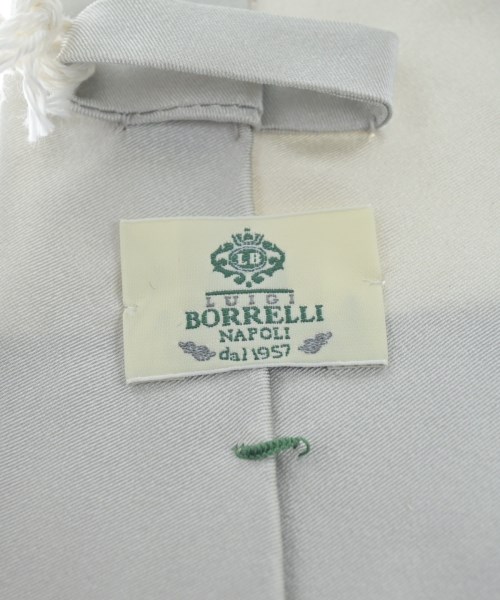 LB
LUIGI
BORRELLI
NAPOLI
dal 1957